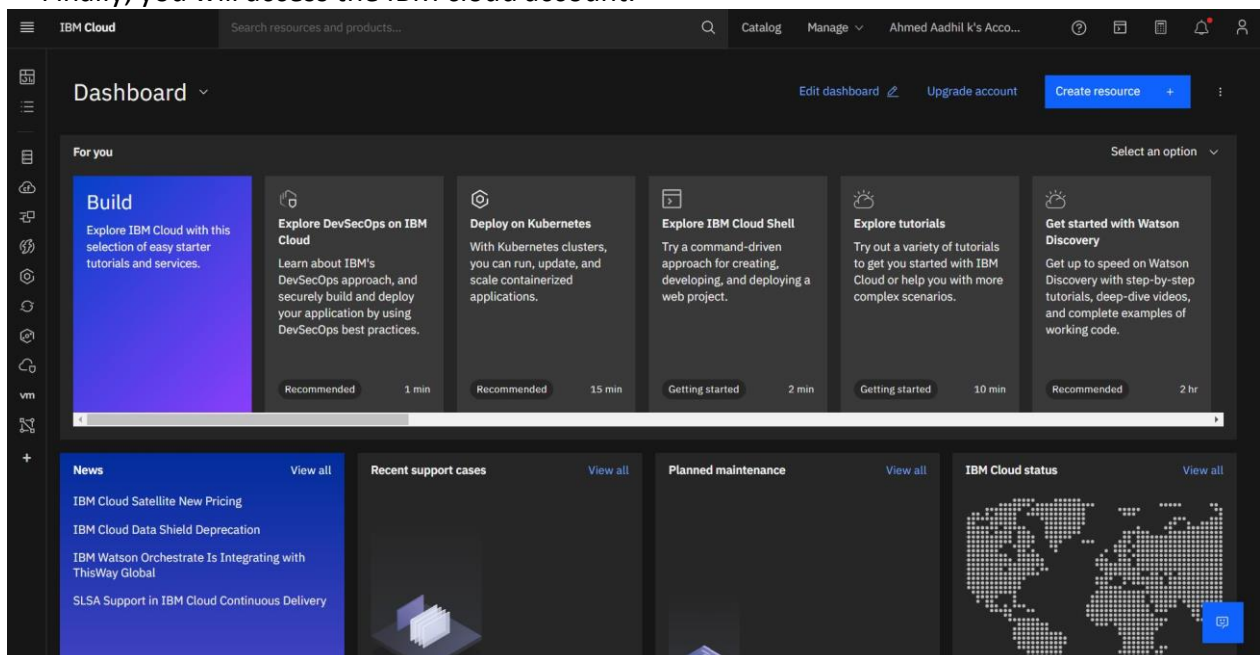 Finally, you will access the IBM cloud account.
IBM Cloud
Search resources and products...
Catalog
Manage
Ahmed Aadhil k's Acco...
Dashboard
Edit dashboard
Upgrade account
Create resource +
For you
Select an option
Build
Explore IBM Cloud with this
selection of easy starter
tutorials and services.
Explore DevSecOps on IBM
Cloud
Learn about IBM's
DevSecOps approach, and
securely build and deploy
your application by using
DevSecOps best practices.
Recommended 1 min
Deploy on Kubernetes
With Kubernetes clusters,
you can run, update, and
scale containerized
applications.
Recommended 15 min
Explore IBM Cloud Shell
Try a command-driven
approach for creating,
developing, and deploying a
web project.
Getting started 2 min
Explore tutorials
Try out a variety of tutorials
to get you started with IBM
Cloud or help you with more
complex scenarios.
Getting started 10 min
Get started with Watson
Discovery
Get up to speed on Watson
Discovery with step-by-step
tutorials, deep-dive videos,
and complete examples of
working code.
Recommended 2 hr
vm
+
News View all
IBM Cloud Satellite New Pricing
IBM Cloud Data Shield Deprecation
IBM Watson Orchestrate Is Integrating with
ThisWay Global
SLSA Support in IBM Cloud Continuous Delivery
Recent support cases View all
Planned maintenance View all
IBM Cloud status View all